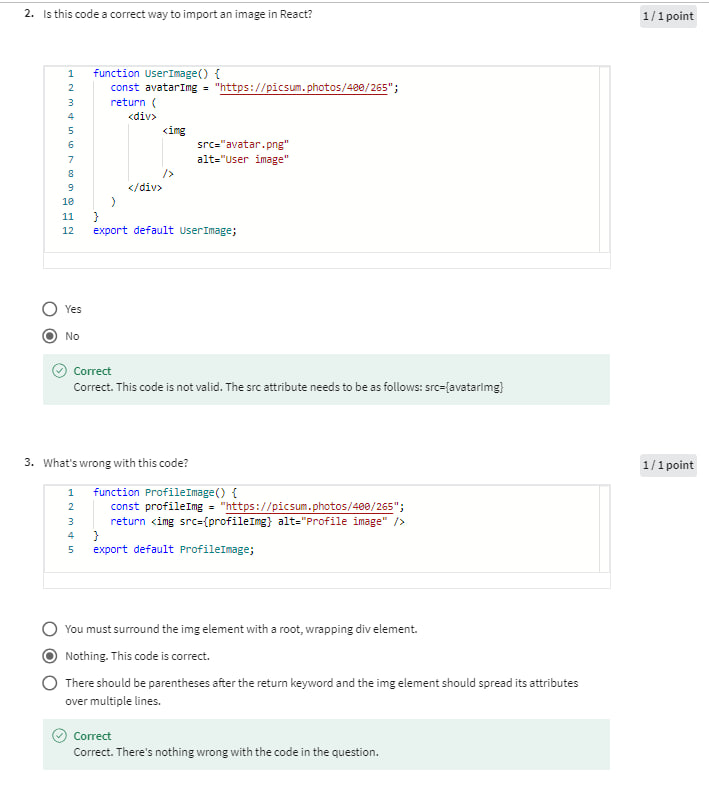 2. Is this code a correct way to import an image in React?
1 / 1 point
1 function UserImage() {
2 const avatarImg = "https://picsum.photos/400/265";
3 return (
4 <div>
5 <img
6 src="avatar.png"
7 alt="User image"
8 />
9 </div>
10 )
11 }
12 export default UserImage;
Yes
No
Correct
Correct. This code is not valid. The src attribute needs to be as follows: src={avatarImg}
3. What's wrong with this code?
1 / 1 point
1 function ProfileImage() {
2 const profileImg = "https://picsum.photos/400/265";
3 return <img src={profileImg} alt="Profile image" />
4 }
5 export default ProfileImage;
You must surround the img element with a root, wrapping div element.
Nothing. This code is correct.
There should be parentheses after the return keyword and the img element should spread its attributes
over multiple lines.
Correct
Correct. There's nothing wrong with the code in the question.